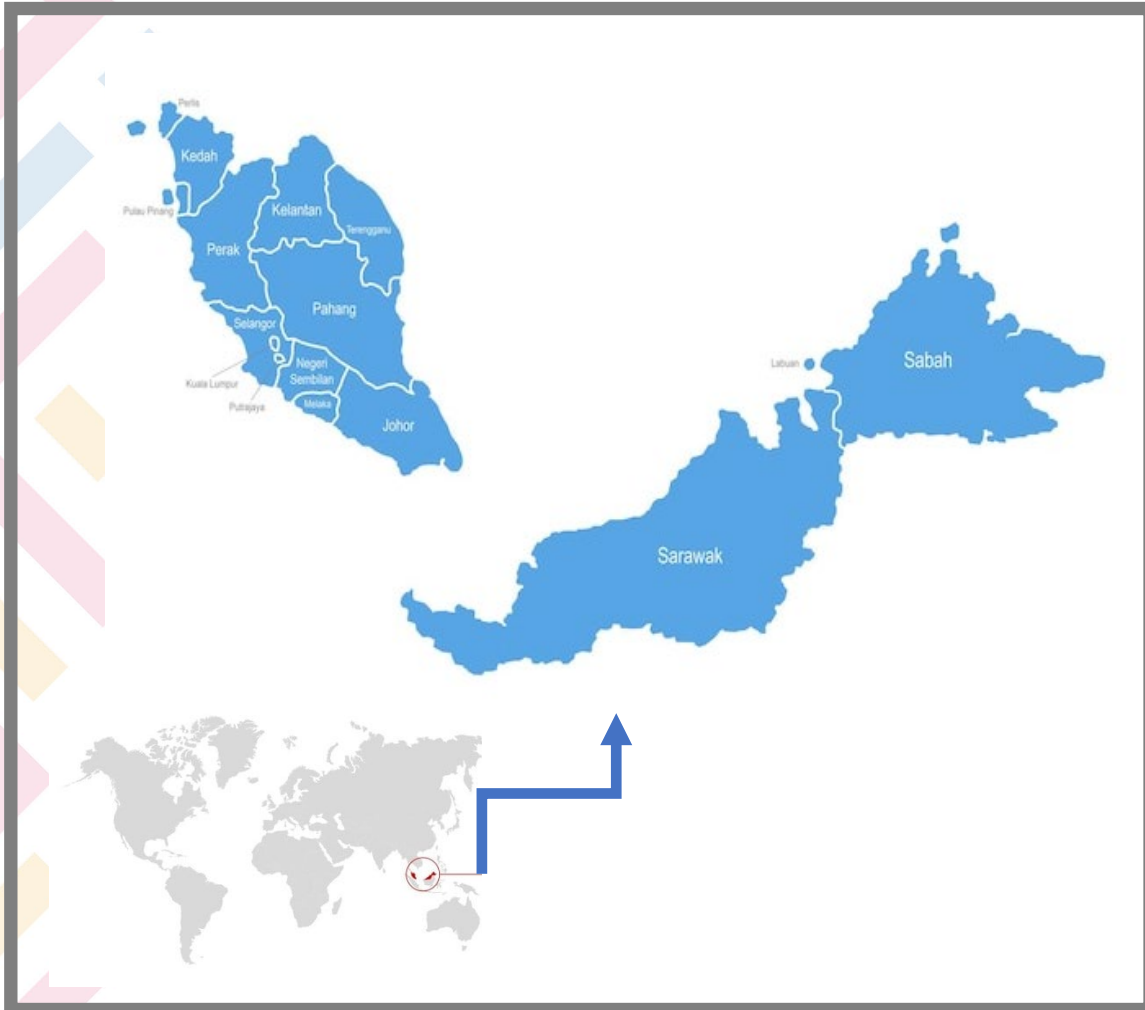 Perlis
Kedah
Pulau Pinang
Kelantan
Terengganu
Perak
Pahang
Selangor
Kuala Lumpur
Negeri
Sembilan
Putrajaya
Melaka
Johor
Labuan
Sabah
Sarawak